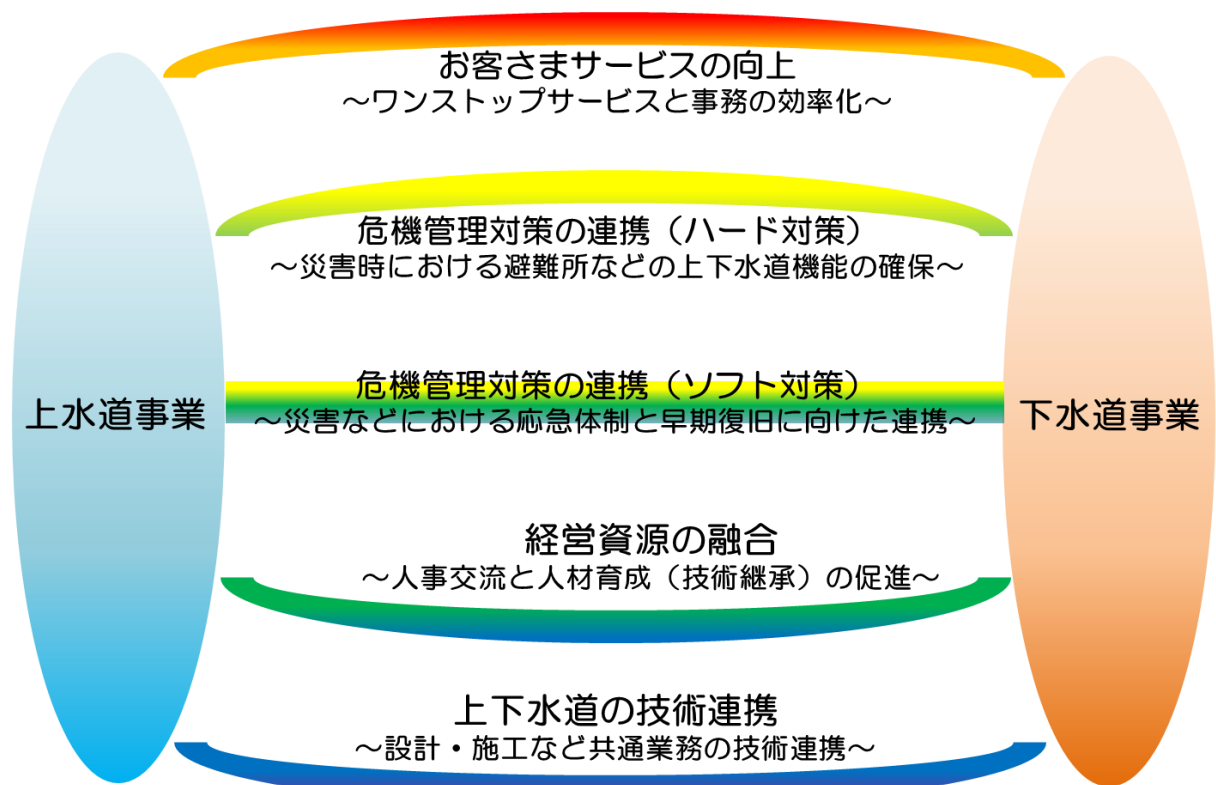 お客さまサービスの向上
～ワンストップサービスと事務の効率化～
危機管理対策の連携（ハード対策）
～災害時における避難所などの上下水道機能の確保～
上水道事業
危機管理対策の連携（ソフト対策）
～災害などにおける応急体制と早期復旧に向けた連携～
下水道事業
経営資源の融合
～人事交流と人材育成（技術継承）の促進～
上下水道の技術連携
～設計・施工など共通業務の技術連携～